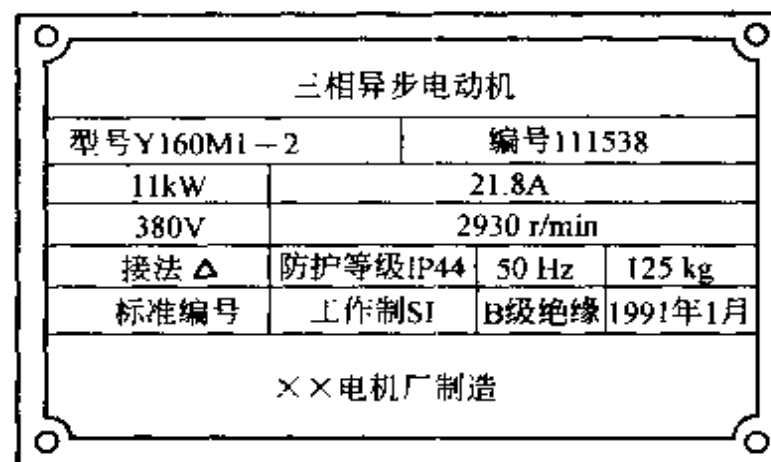 三相异步电动机
型号Y160M1-2 编号111538
11kW 21.8A
380V 2930 r/min
接法 △ 防护等级IP44 50 Hz 125 kg
标准编号 工作制S1 B级绝缘 1991年1月
××电机厂制造